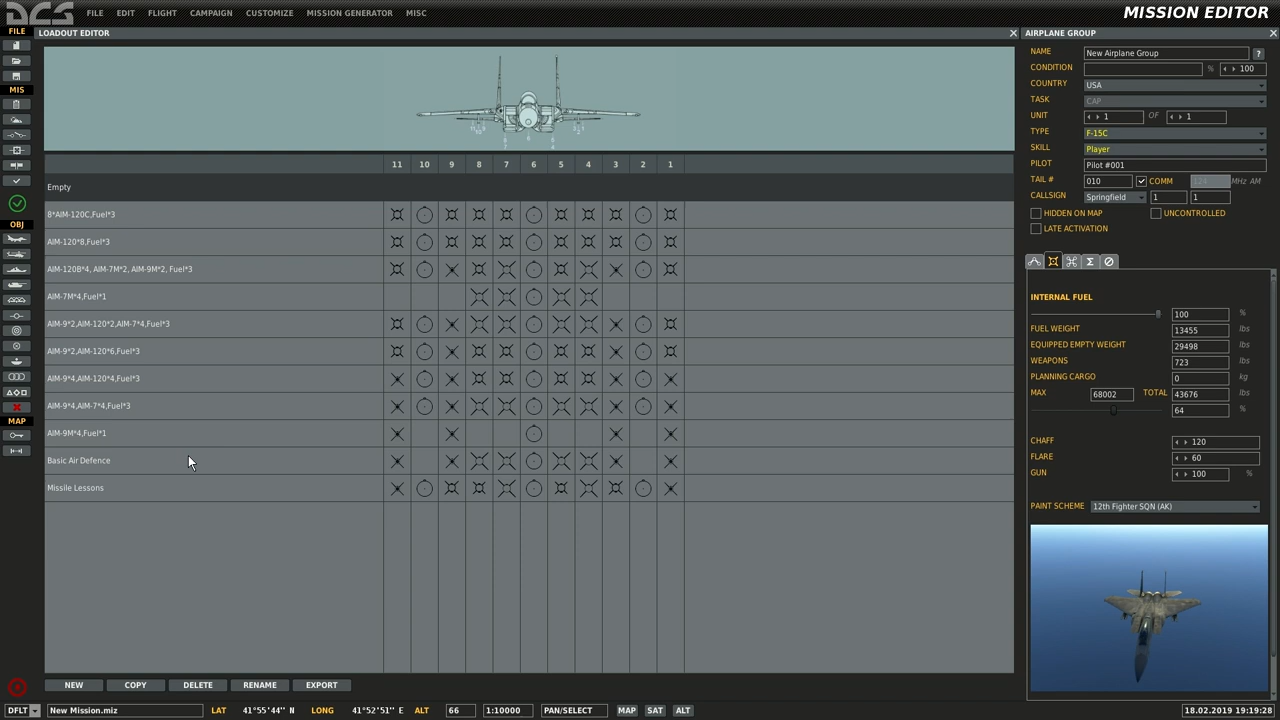 DCS FILE EDIT FLIGHT CAMPAIGN CUSTOMIZE MISSION GENERATOR MISC MISSION EDITOR
FILE
MIS
OBJ
MAP
LOADOUT EDITOR
11 10 9 8 7 6 5 4 3 2 1
Empty
8*AIM-120C,Fuel*3
AIM-120*8,Fuel*3
AIM-120B*4, AIM-7M*2, AIM-9M*2, Fuel*3
AIM-7M*4,Fuel*1
AIM-9*2,AIM-120*2,AIM-7*4,Fuel*3
AIM-9*2,AIM-120*6,Fuel*3
AIM-9*4,AIM-120*4,Fuel*3
AIM-9*4,AIM-7*4,Fuel*3
AIM-9M*4,Fuel*1
Basic Air Defence
Missile Lessons
NEW COPY DELETE RENAME EXPORT
AIRPLANE GROUP
NAME New Airplane Group ?
CONDITION % 100
COUNTRY USA
TASK CAP
UNIT 1 OF 1
TYPE F-15C
SKILL Player
PILOT Pilot #001
TAIL # 010 COMM 124 MHz AM
CALLSIGN Springfield 1 1
HIDDEN ON MAP UNCONTROLLED
LATE ACTIVATION
INTERNAL FUEL
100 %
FUEL WEIGHT 13455 lbs
EQUIPPED EMPTY WEIGHT 29498 lbs
WEAPONS 723 lbs
PLANNING CARGO 0 kg
MAX 68002 TOTAL 43676 lbs
64 %
CHAFF 120
FLARE 60
GUN 100 %
PAINT SCHEME 12th Fighter SQN (AK)
DFLT New Mission.miz LAT 41°55'44" N LONG 41°52'51" E ALT 66 1:10000 PAN/SELECT MAP SAT ALT 18.02.2019 19:19:28